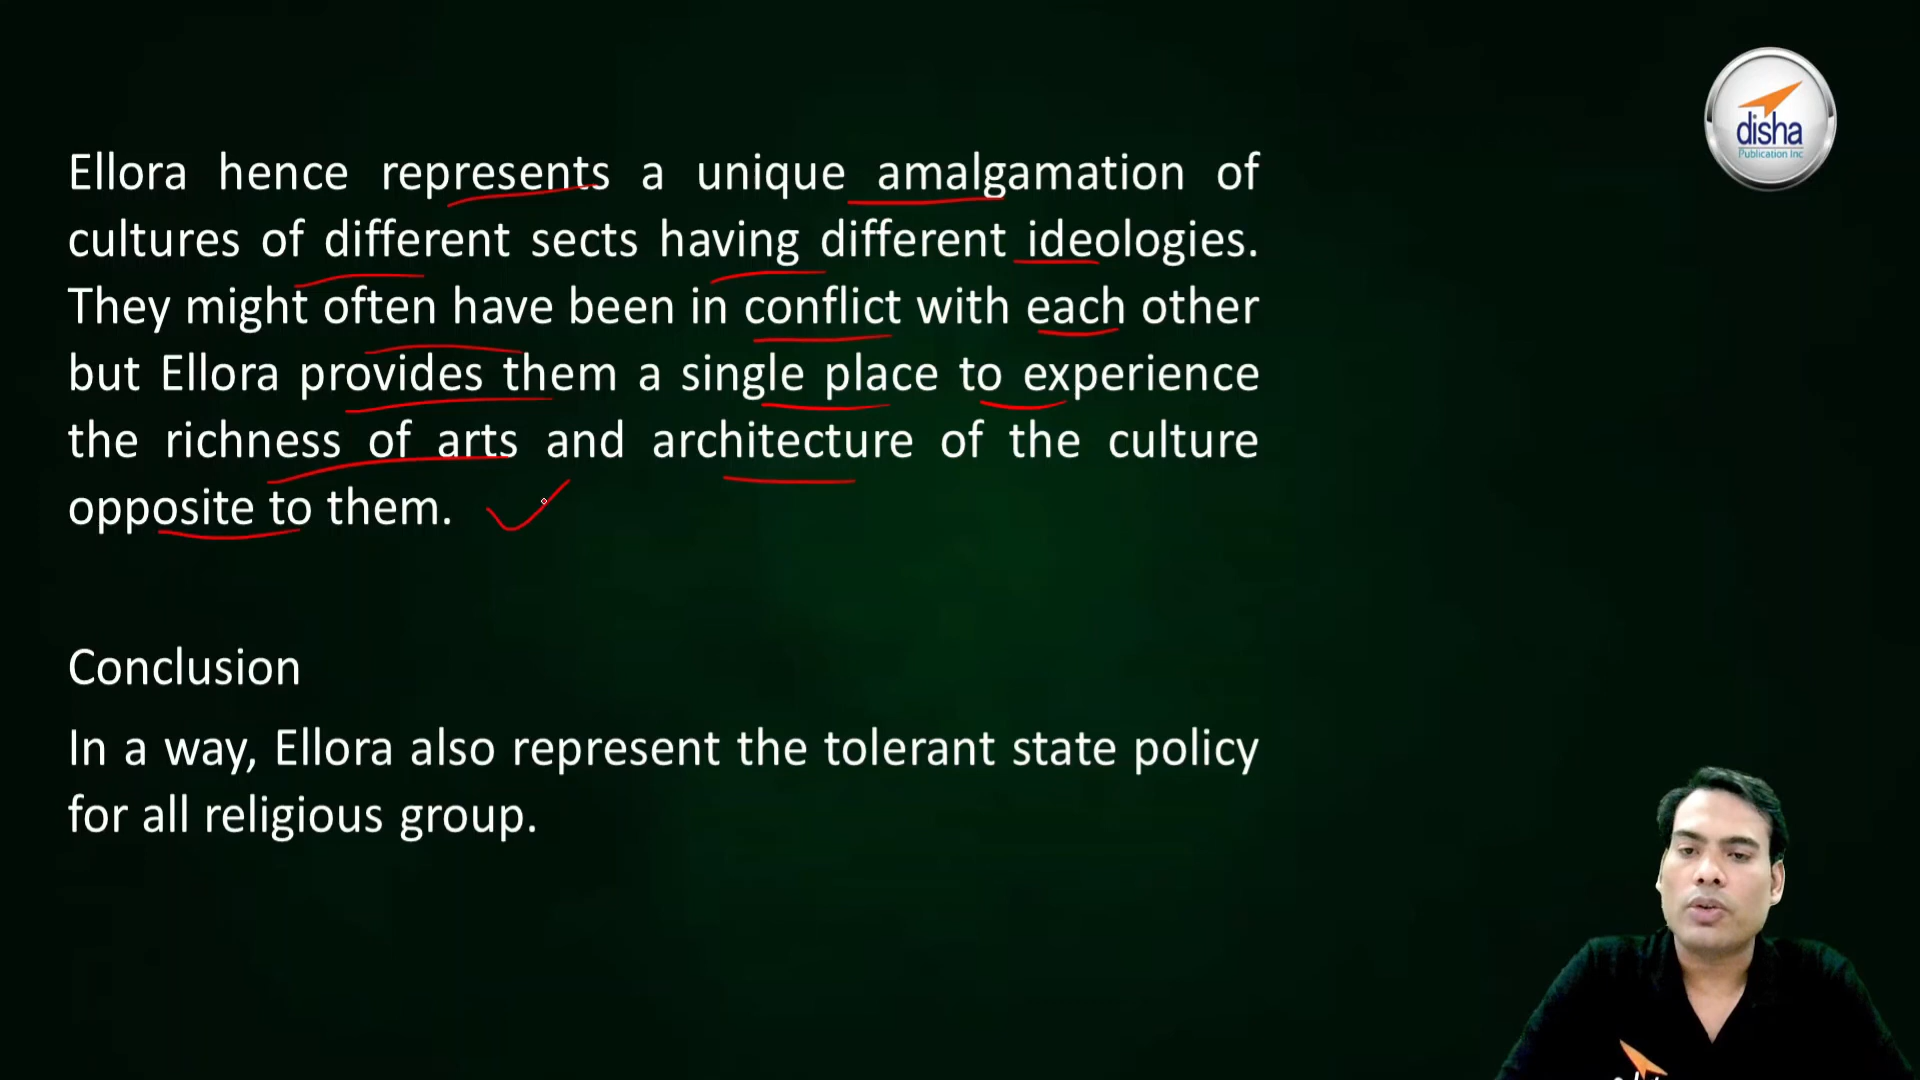 disha
Publication Inc
Ellora hence represents a unique amalgamation of
cultures of different sects having different ideologies.
They might often have been in conflict with each other
but Ellora provides them a single place to experience
the richness of arts and architecture of the culture
opposite to them.
Conclusion
In a way, Ellora also represent the tolerant state policy
for all religious group.